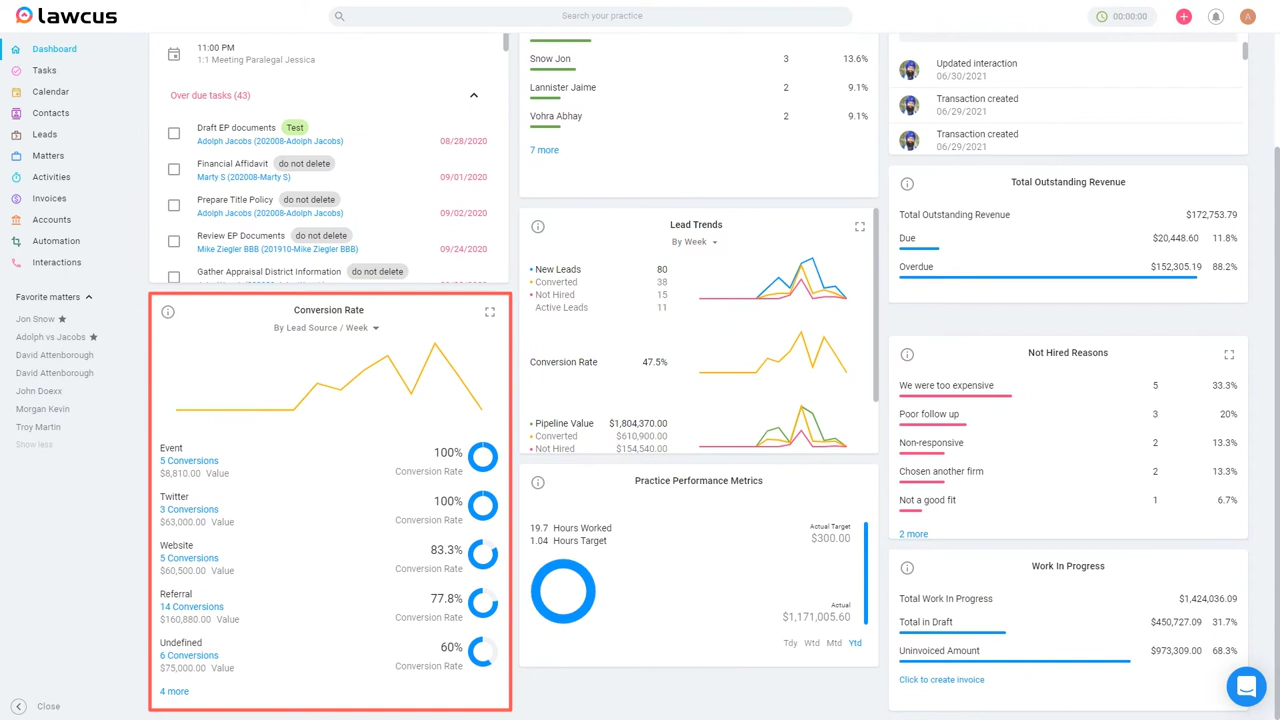 lawcus
Search your practice
00:00:00
A
Dashboard
Tasks
Calendar
Contacts
Leads
Matters
Activities
Invoices
Accounts
Automation
Interactions
Favorite matters
Jon Snow
Adolph vs Jacobs
David Attenborough
David Attenborough
John Doexx
Morgan Kevin
Troy Martin
Show less
Close
11:00 PM
1:1 Meeting Paralegal Jessica
Over due tasks (43)
Draft EP documents Test
Adolph Jacobs (202008-Adolph Jacobs) 08/28/2020
Financial Affidavit do not delete
Marty S (202008-Marty S) 09/01/2020
Prepare Title Policy do not delete
Adolph Jacobs (202008-Adolph Jacobs) 09/02/2020
Review EP Documents do not delete
Mike Ziegler BBB (201910-Mike Ziegler BBB) 09/24/2020
Gather Appraisal District Information do not delete
Conversion Rate
By Lead Source / Week
Event
5 Conversions
$8,810.00 Value
100%
Conversion Rate
Twitter
3 Conversions
$63,000.00 Value
100%
Conversion Rate
Website
5 Conversions
$60,500.00 Value
83.3%
Conversion Rate
Referral
14 Conversions
$160,880.00 Value
77.8%
Conversion Rate
Undefined
6 Conversions
$75,000.00 Value
60%
Conversion Rate
4 more
Snow Jon 3 13.6%
Lannister Jaime 2 9.1%
Vohra Abhay 2 9.1%
7 more
Lead Trends
By Week
New Leads 80
Converted 38
Not Hired 15
Active Leads 11
Conversion Rate 47.5%
Pipeline Value $1,804,370.00
Converted $610,900.00
Not Hired $154,540.00
Practice Performance Metrics
19.7 Hours Worked
1.04 Hours Target
Actual Target
$300.00
Actual
$1,171,005.60
Tdy Wtd Mtd Ytd
Updated interaction
06/30/2021
Transaction created
06/29/2021
Transaction created
06/29/2021
Total Outstanding Revenue
Total Outstanding Revenue $172,753.79
Due $20,448.60 11.8%
Overdue $152,305.19 88.2%
Not Hired Reasons
We were too expensive 5 33.3%
Poor follow up 3 20%
Non-responsive 2 13.3%
Chosen another firm 2 13.3%
Not a good fit 1 6.7%
2 more
Work In Progress
Total Work In Progress $1,424,036.09
Total in Draft $450,727.09 31.7%
Uninvoiced Amount $973,309.00 68.3%
Click to create invoice